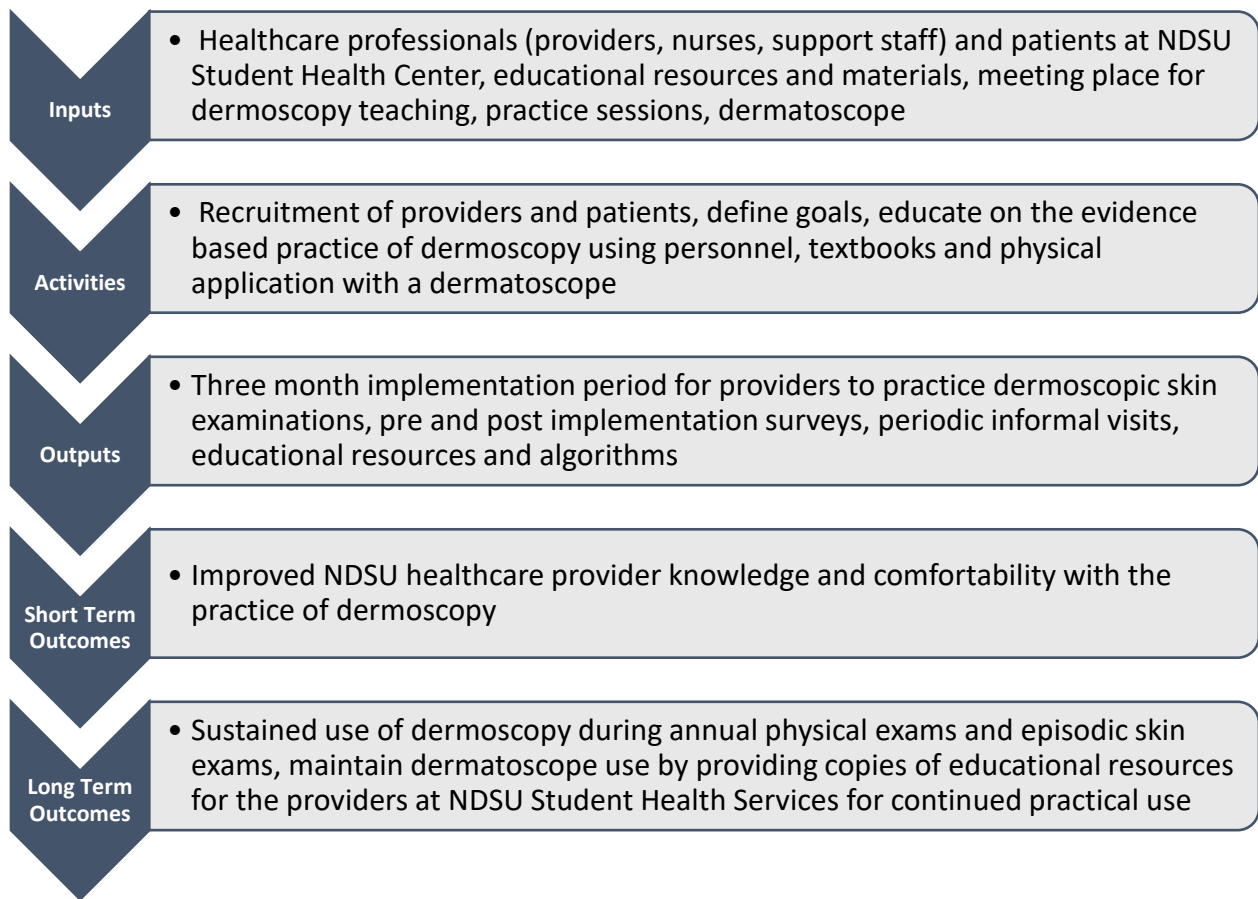 Inputs
• Healthcare professionals (providers, nurses, support staff) and patients at NDSU
Student Health Center, educational resources and materials, meeting place for
dermoscopy teaching, practice sessions, dermatoscope
Activities
• Recruitment of providers and patients, define goals, educate on the evidence
based practice of dermoscopy using personnel, textbooks and physical
application with a dermatoscope
Outputs
• Three month implementation period for providers to practice dermoscopic skin
examinations, pre and post implementation surveys, periodic informal visits,
educational resources and algorithms
Short Term
Outcomes
• Improved NDSU healthcare provider knowledge and comfortability with the
practice of dermoscopy
Long Term
Outcomes
• Sustained use of dermoscopy during annual physical exams and episodic skin
exams, maintain dermatoscope use by providing copies of educational resources
for the providers at NDSU Student Health Services for continued practical use